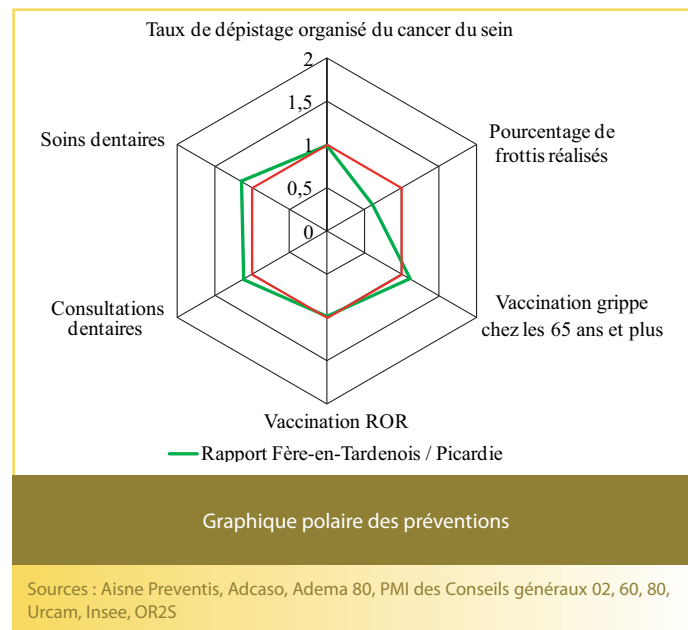 Taux de dépistage organisé du cancer du sein
2
1,5
1
0,5
0
Pourcentage de
frottis réalisés
Vaccination grippe
chez les 65 ans et plus
Vaccination ROR
Consultations
dentaires
Soins dentaires
Rapport Fère-en-Tardenois / Picardie
Graphique polaire des préventions
Sources : Aisne Preventis, Adcaso, Adema 80, PMI des Conseils généraux 02, 60, 80,
Urcam, Insee, OR2S